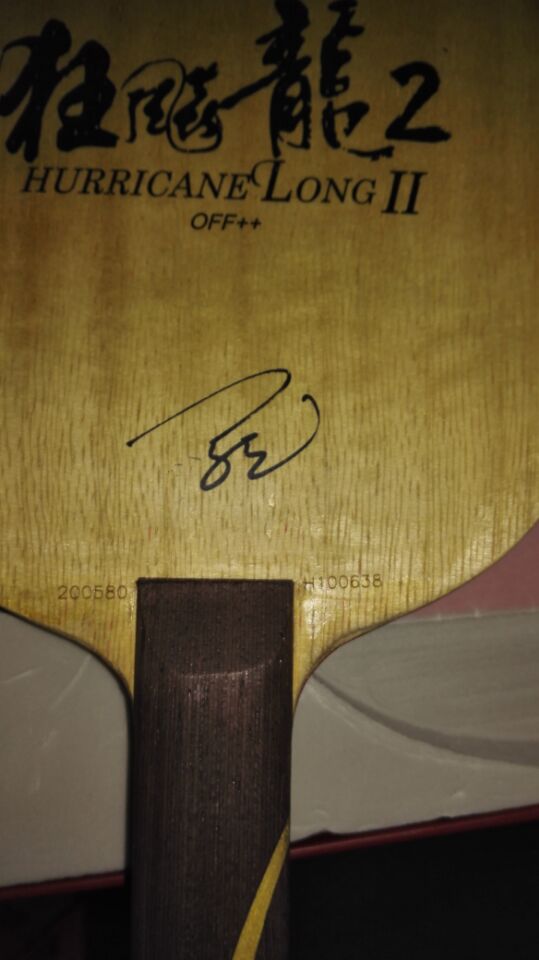 狂飚龍2
HURRICANE LONG II
OFF++
200580
H100638